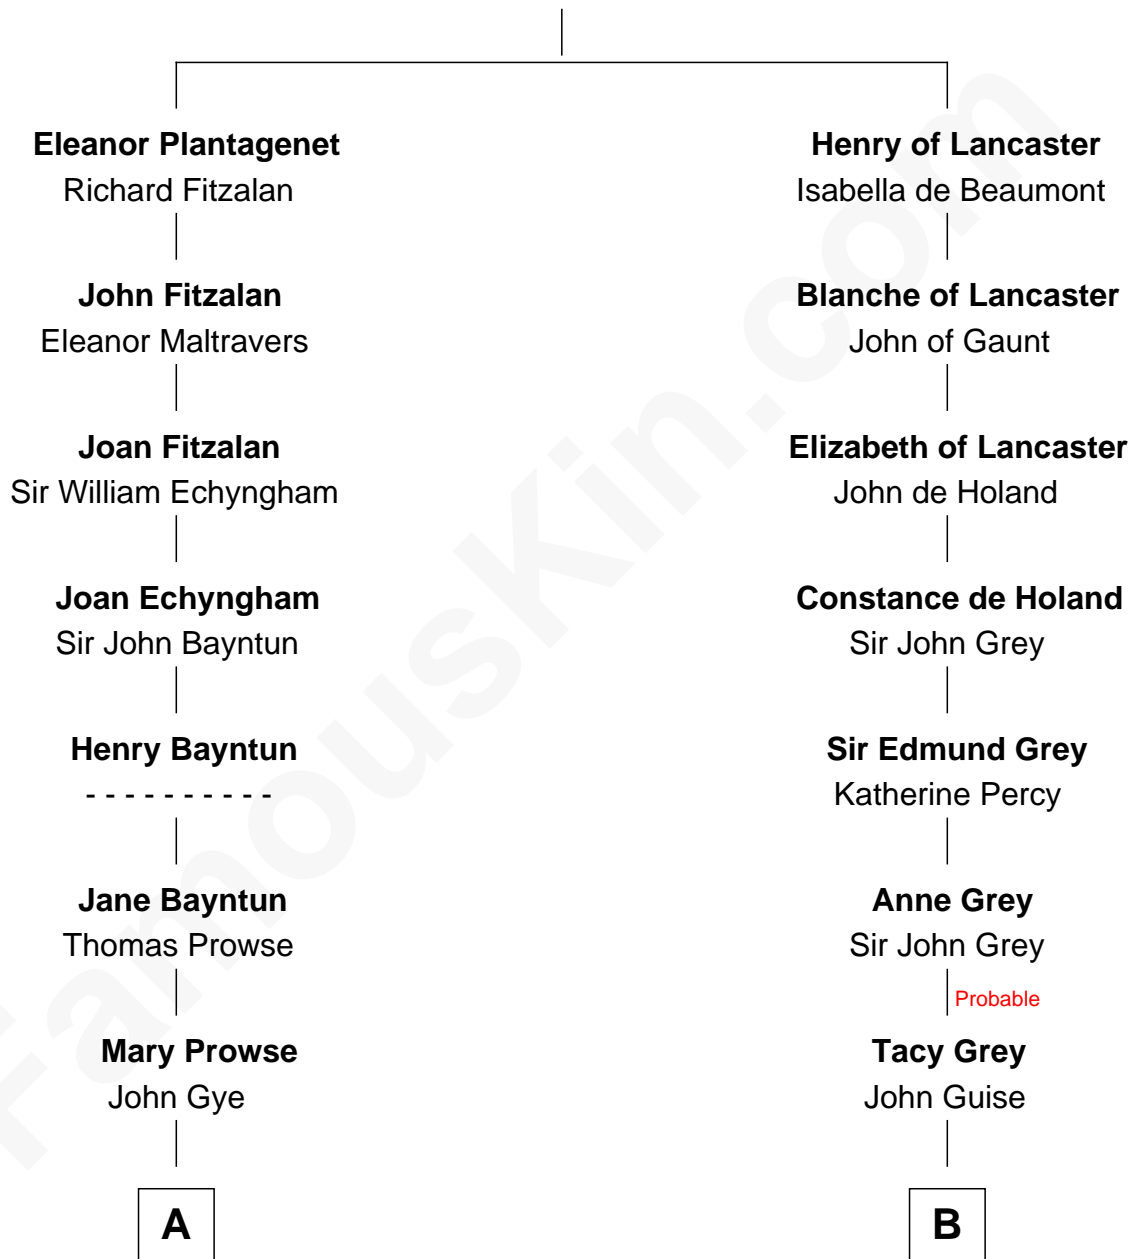 Eleanor Plantagenet
Richard Fitzalan
John Fitzalan
Eleanor Maltravers
Joan Fitzalan
Sir William Echyngham
Joan Echyngham
Sir John Bayntun
Henry Bayntun
- - - - - - - - - -
Jane Bayntun
Thomas Prowse
Mary Prowse
John Gye
A
Henry of Lancaster
Isabella de Beaumont
Blanche of Lancaster
John of Gaunt
Elizabeth of Lancaster
John de Holand
Constance de Holand
Sir John Grey
Sir Edmund Grey
Katherine Percy
Anne Grey
Sir John Grey
Probable
Tacy Grey
John Guise
B
FamousKin.com